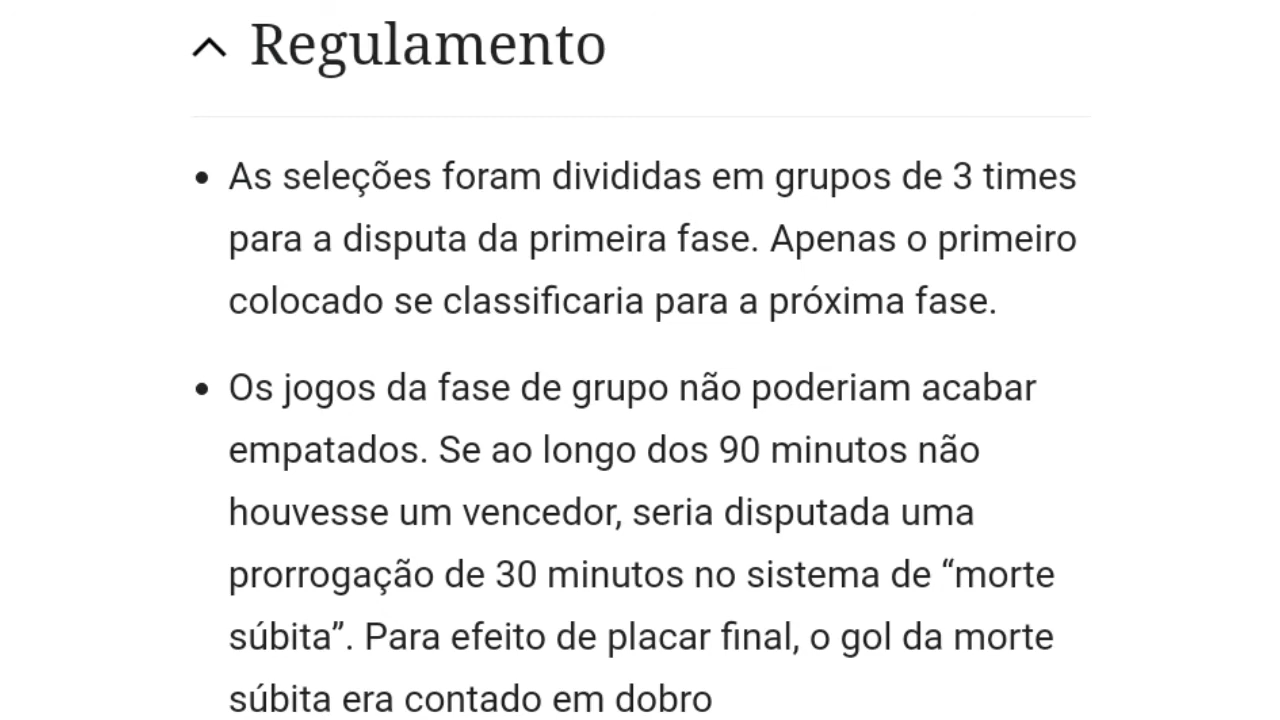 Regulamento
As seleções foram divididas em grupos de 3 times
para a disputa da primeira fase. Apenas o primeiro
colocado se classificaria para a próxima fase.
Os jogos da fase de grupo não poderiam acabar
empatados. Se ao longo dos 90 minutos não
houvesse um vencedor, seria disputada uma
prorrogação de 30 minutos no sistema de “morte
súbita”. Para efeito de placar final, o gol da morte
súbita era contado em dobro